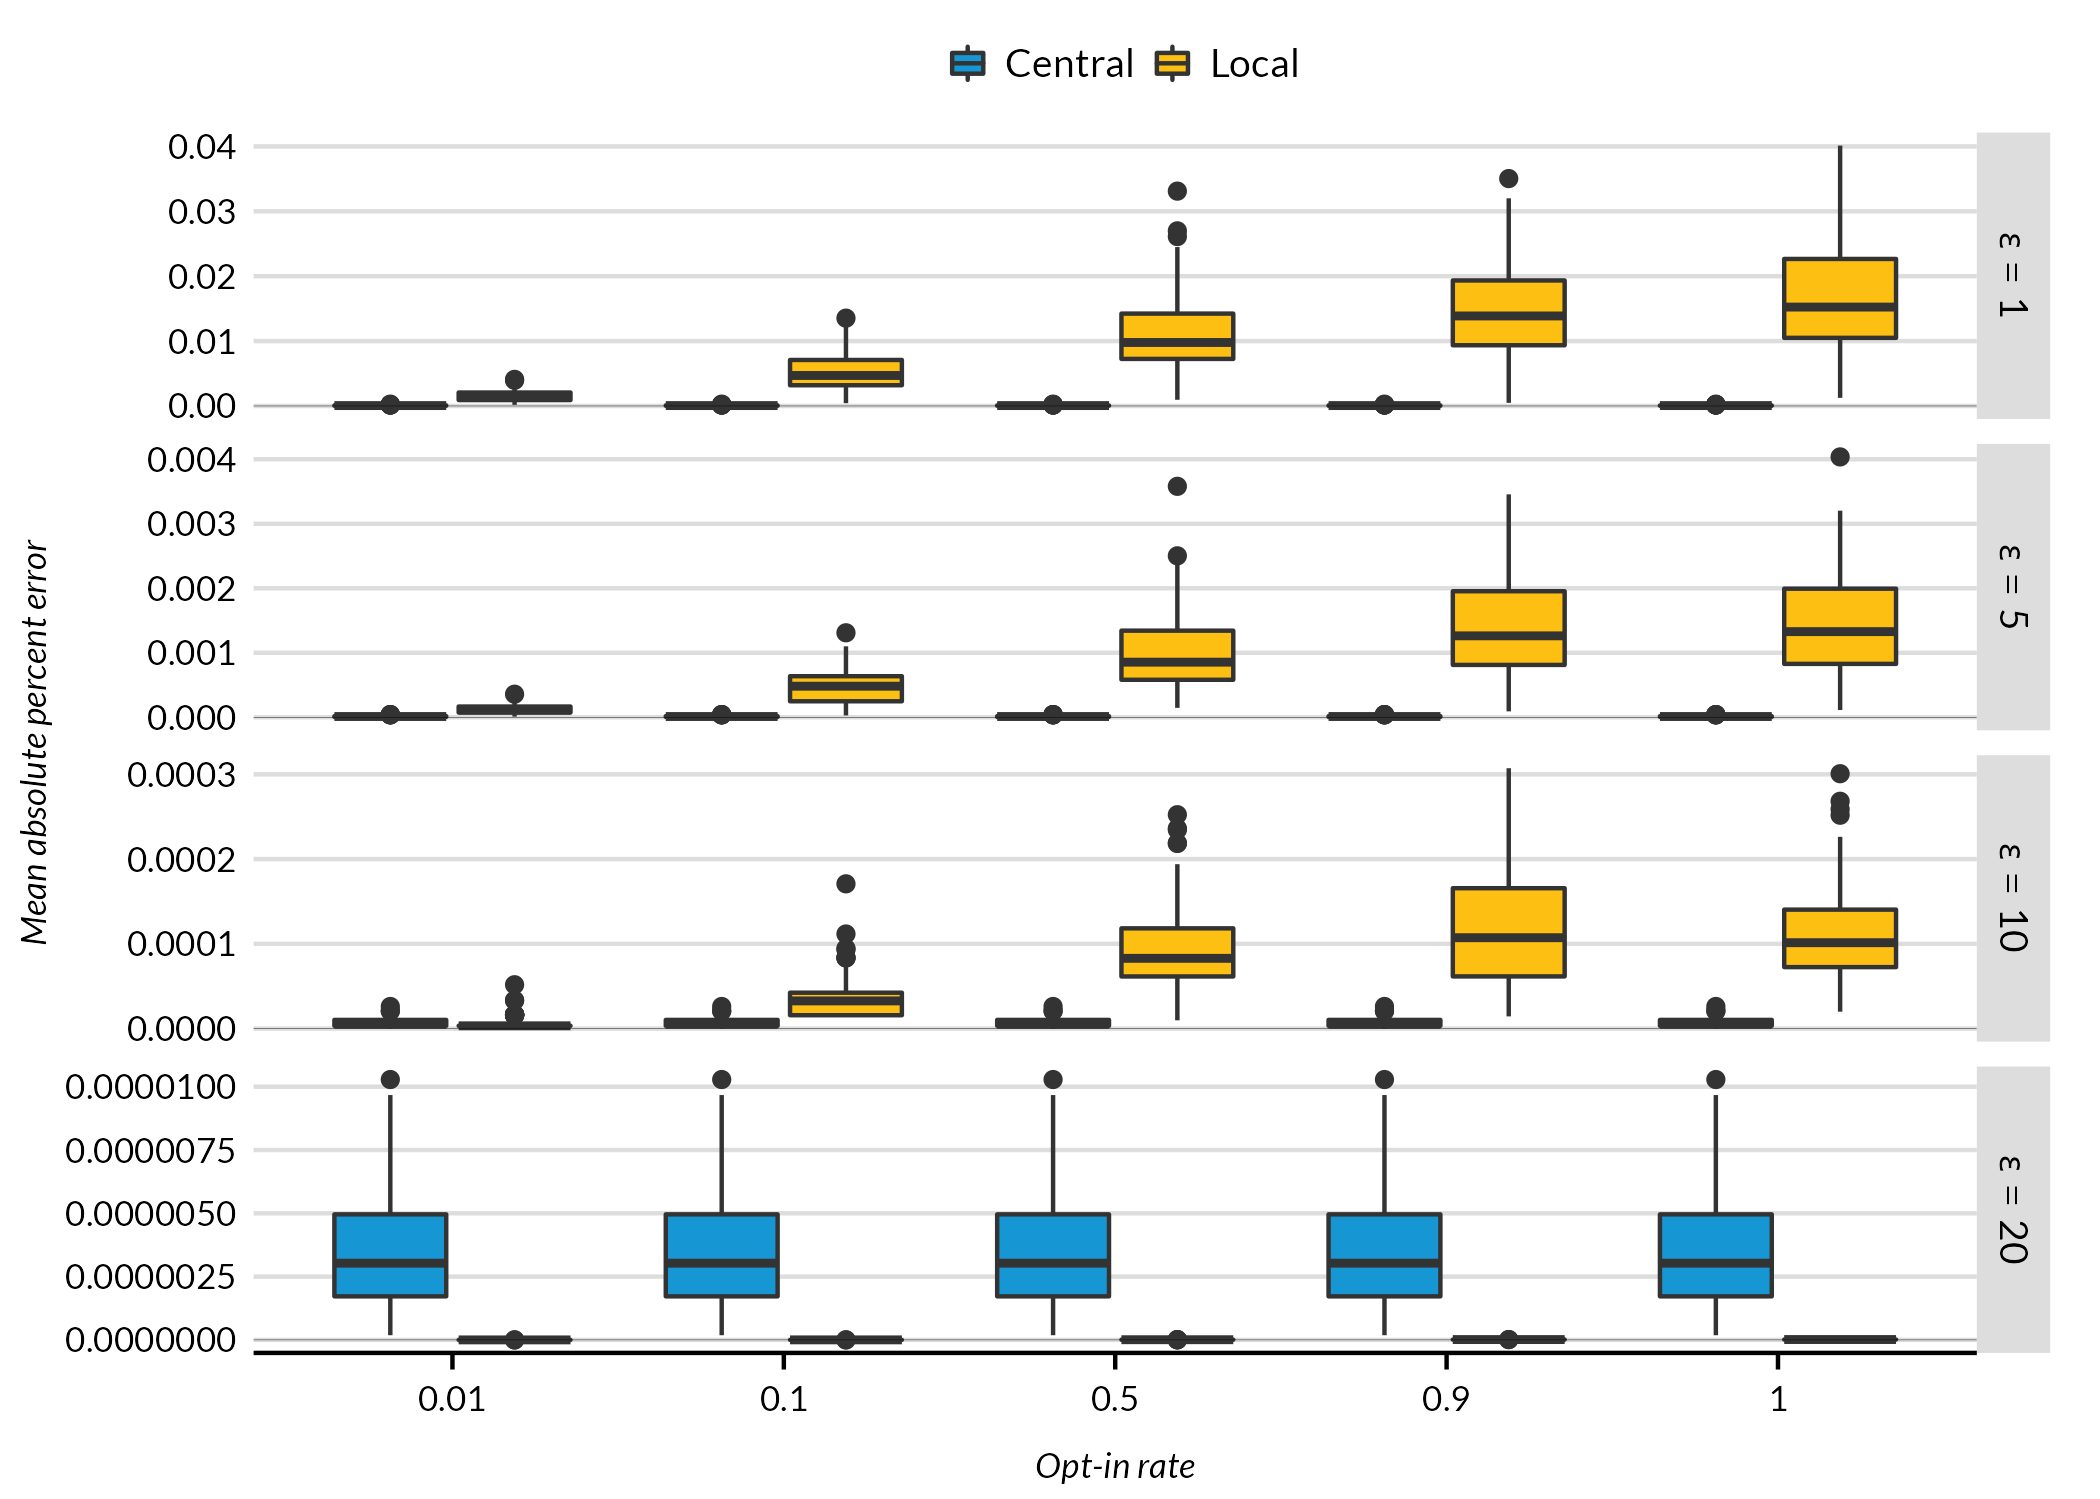 Central Local
0.04
0.03
0.02
0.01
0.00
ε = 1
0.004
0.003
0.002
0.001
0.000
ε = 5
0.0003
0.0002
0.0001
0.0000
ε = 10
0.0000100
0.0000075
0.0000050
0.0000025
0.0000000
ε = 20
Mean absolute percent error
0.01 0.1 0.5 0.9 1
Opt-in rate